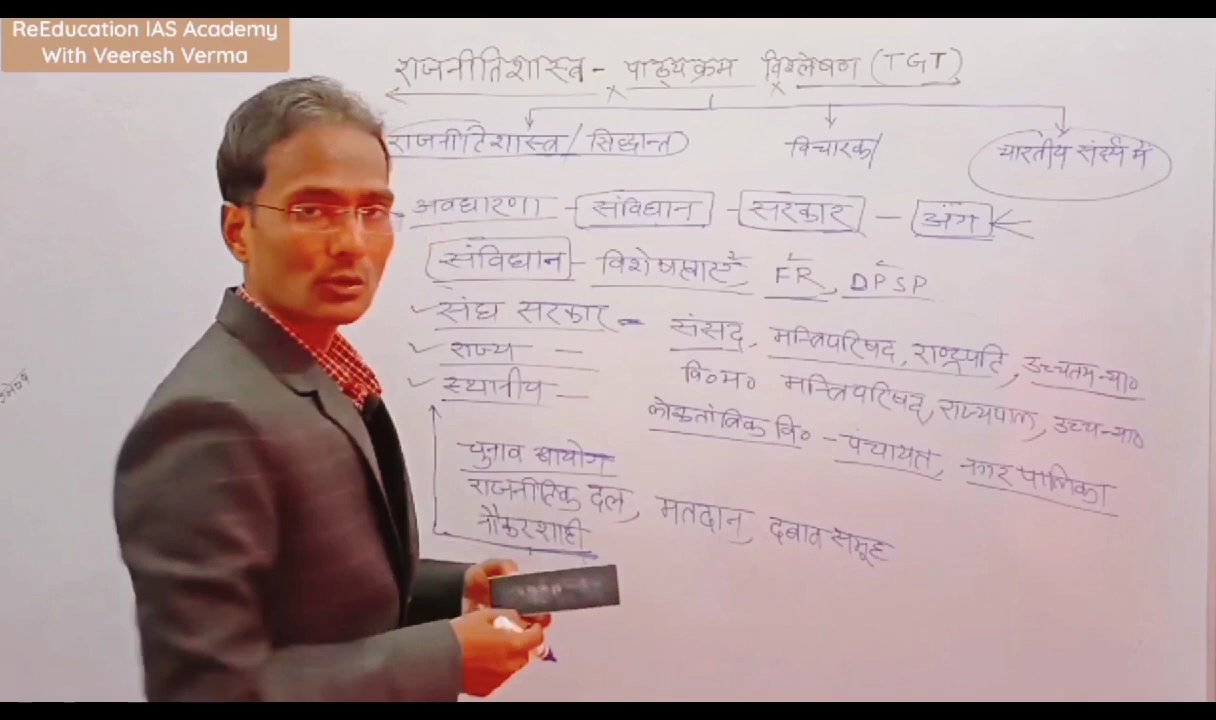 ReEducation IAS Academy
With Veeresh Verma
राजनीतिशास्त्र - पाठ्यक्रम विश्लेषण (TGT)
राजनीतिशास्त्र / सिद्धान्त विचारक भारतीय संदर्भ में
अवधारणा - संविधान - सरकार - अंग
संविधान - विशेषताएँ, FR, DPSP
संघ सरकार - संसद, मन्त्रिपरिषद, राष्ट्रपति, उच्चतम न्या०
राज्य - वि०म० मन्त्रिपरिषद्, राज्यपाल, उच्च-न्या०
स्थानीय - लोकतांत्रिक वि० - पंचायत, नगरपालिका
चुनाव आयोग
राजनीतिक दल, मतदान, दबाव समूह
नौकरशाही